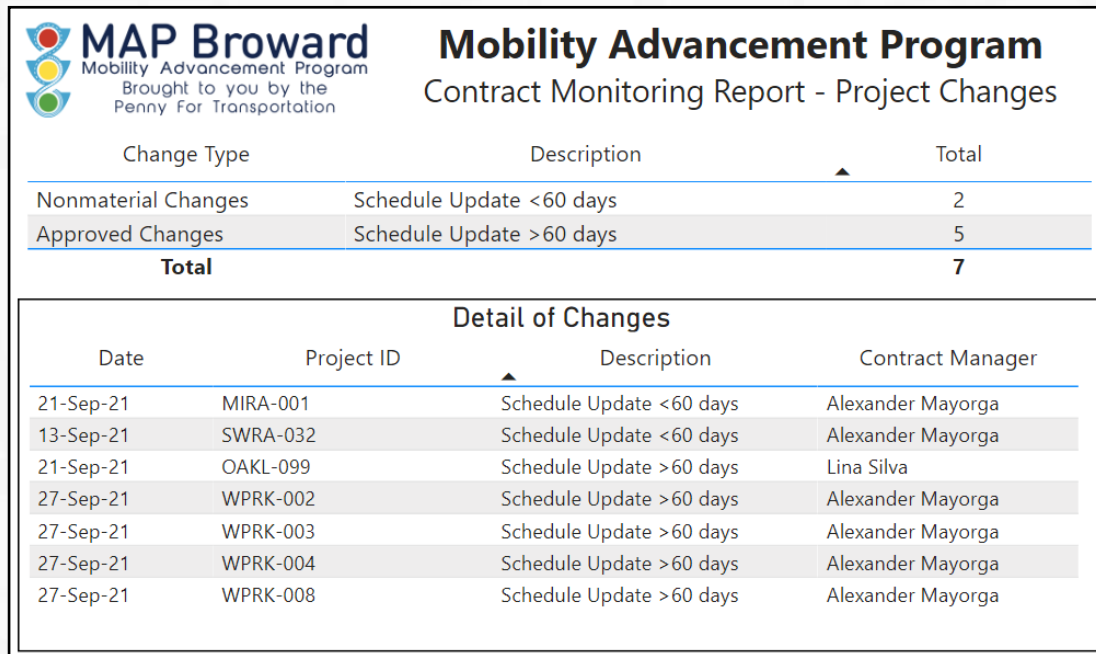 MAP Broward
Mobility Advancement Program
Brought to you by the
Penny For Transportation
Mobility Advancement Program
Contract Monitoring Report - Project Changes
Change Type Description Total
Nonmaterial Changes Schedule Update <60 days 2
Approved Changes Schedule Update >60 days 5
Total 7
Detail of Changes
Date Project ID Description Contract Manager
21-Sep-21 MIRA-001 Schedule Update <60 days Alexander Mayorga
13-Sep-21 SWRA-032 Schedule Update <60 days Alexander Mayorga
21-Sep-21 OAKL-099 Schedule Update >60 days Lina Silva
27-Sep-21 WPRK-002 Schedule Update >60 days Alexander Mayorga
27-Sep-21 WPRK-003 Schedule Update >60 days Alexander Mayorga
27-Sep-21 WPRK-004 Schedule Update >60 days Alexander Mayorga
27-Sep-21 WPRK-008 Schedule Update >60 days Alexander Mayorga